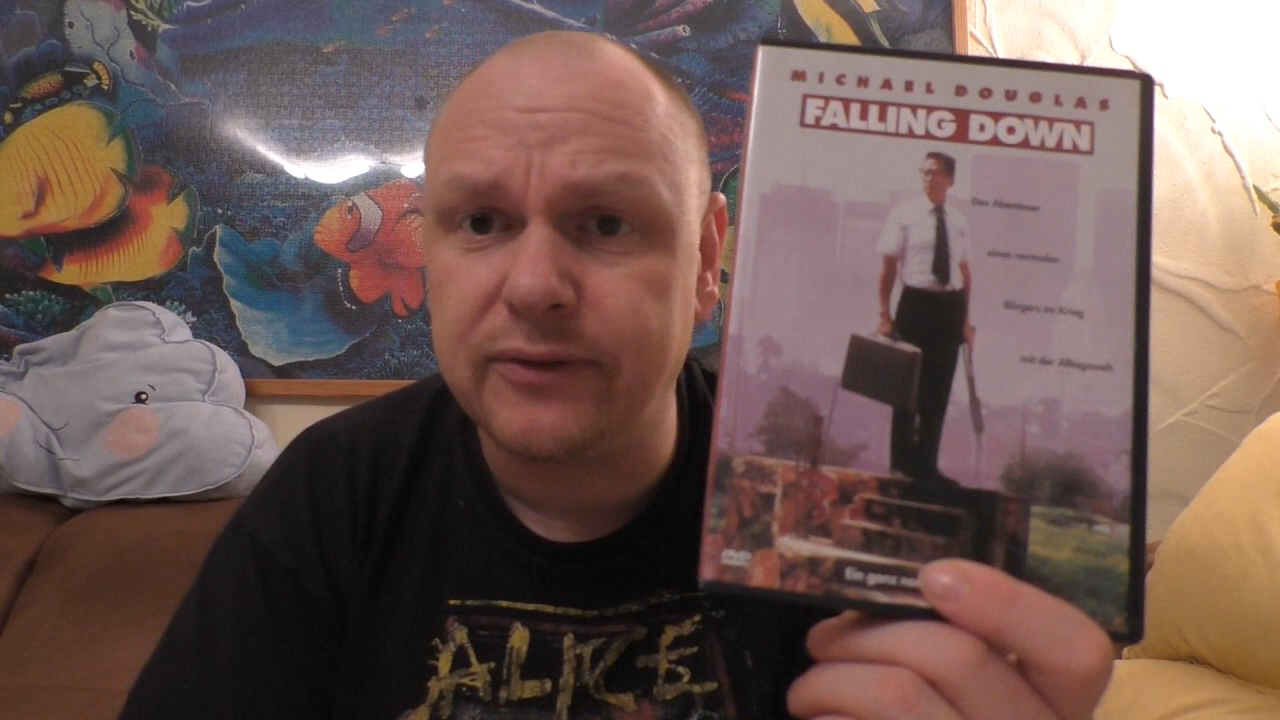 MICHAEL DOUGLAS
FALLING DOWN
Das Abenteuer
eines normalen
Bürgers im Krieg
mit der Alltagswelt.
DVD
Ein ganz
ALICE